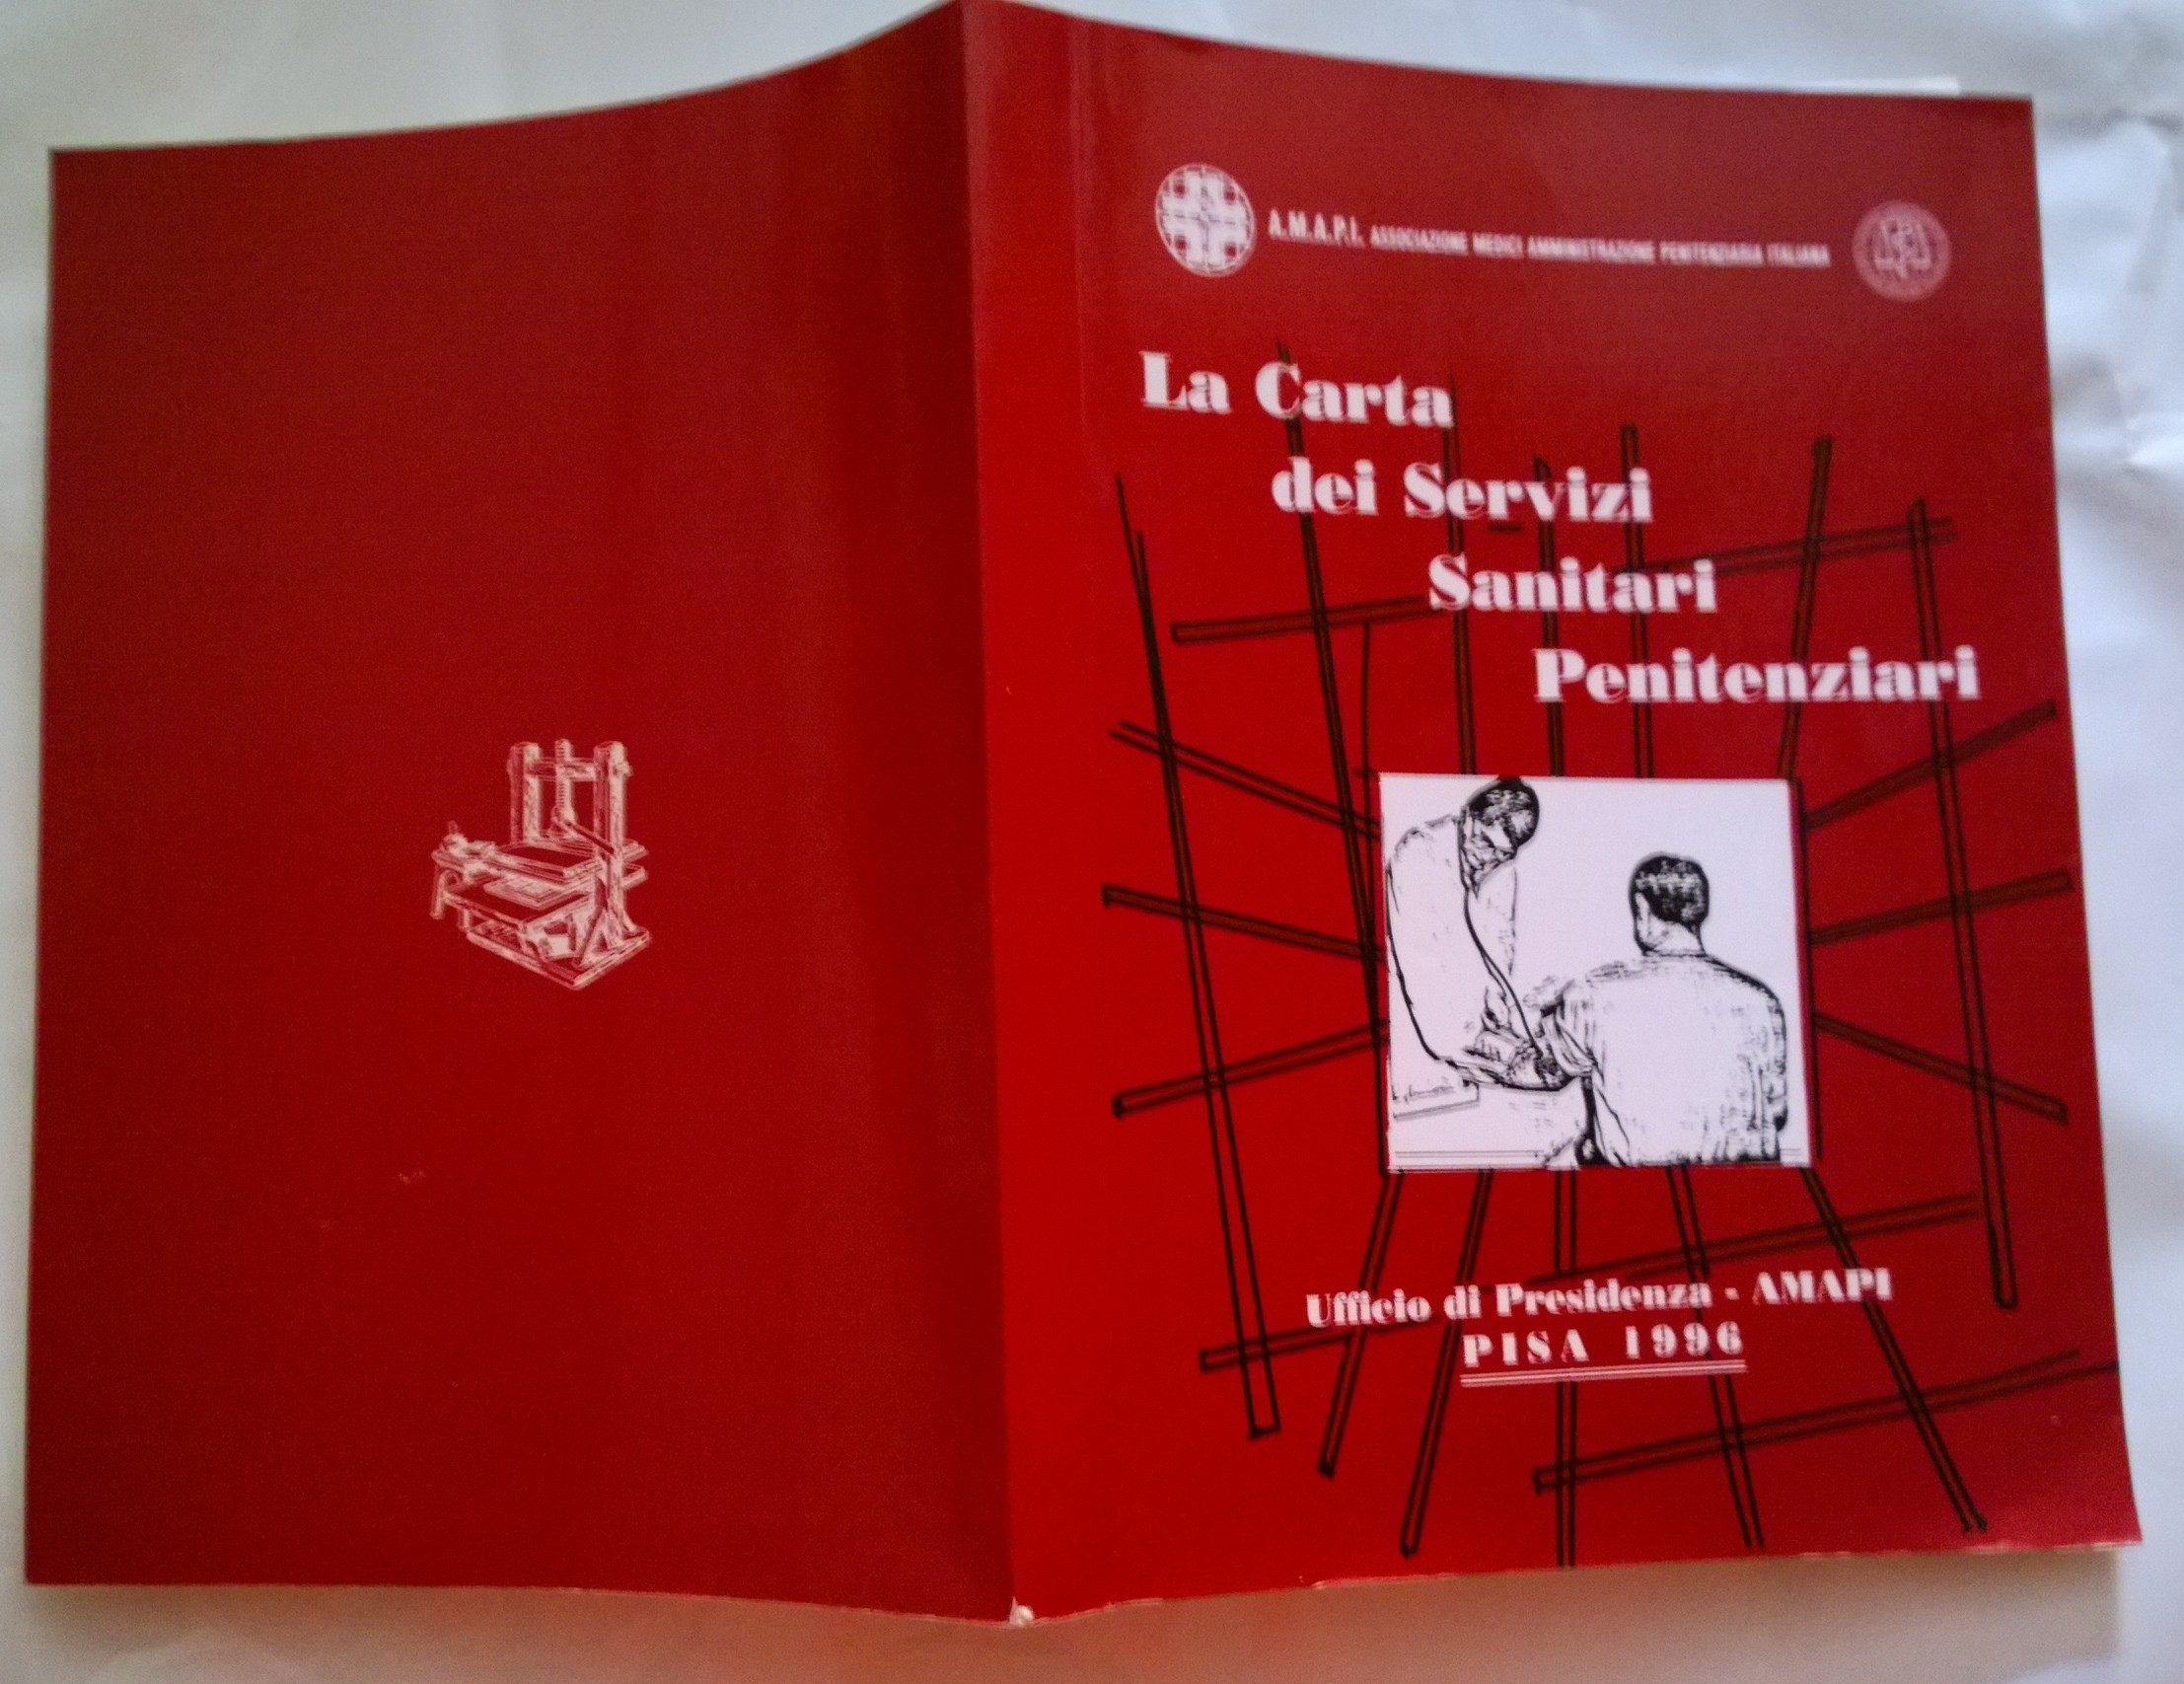 A.M.A.P.I. ASSOCIAZIONE MEDICI AMMINISTRAZIONE PENITENZIARIA ITALIANA
La Carta
dei Servizi
Sanitari
Penitenziari
Ufficio di Presidenza - AMAPI
PISA 1996